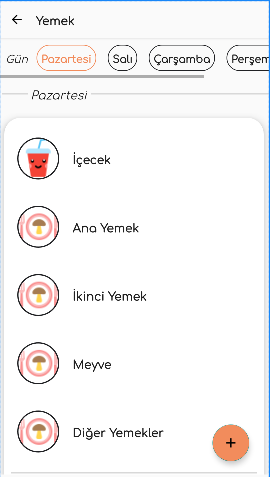 Yemek
Gün Pazartesi Salı Çarşamba Perşem
Pazartesi
İçecek
Ana Yemek
İkinci Yemek
Meyve
Diğer Yemekler